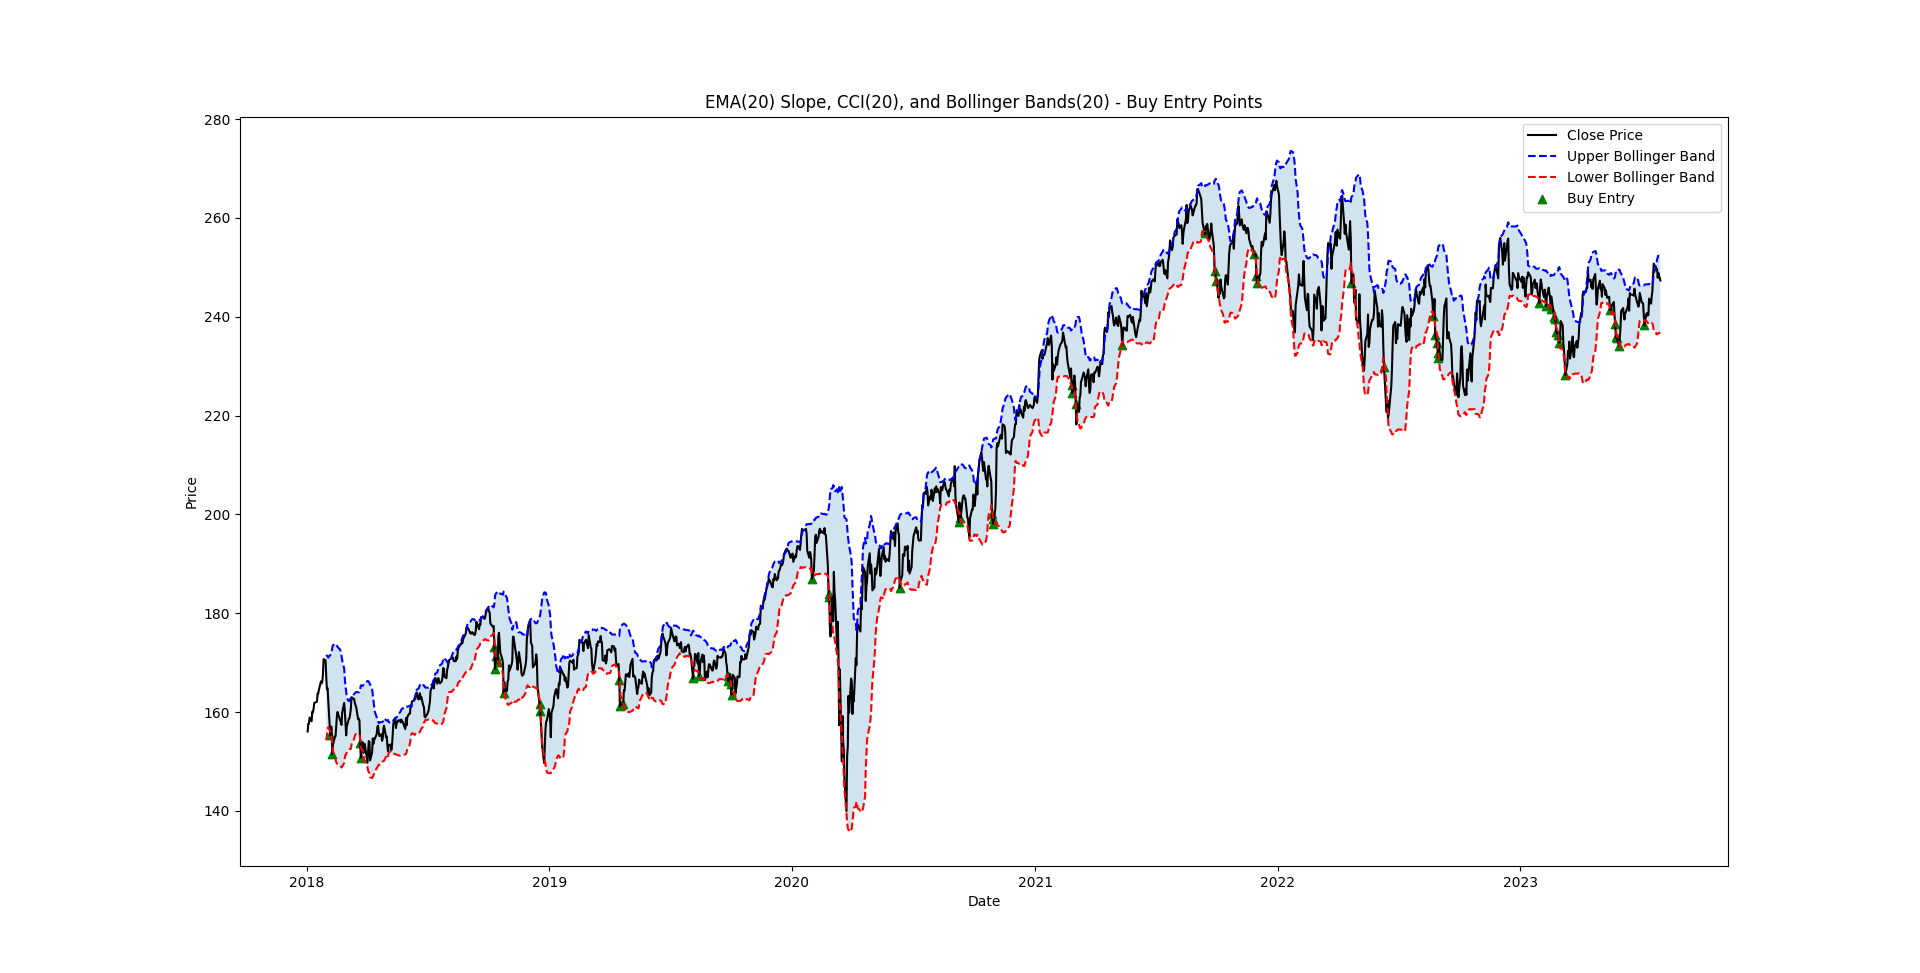 EMA(20) Slope, CCI(20), and Bollinger Bands(20) - Buy Entry Points
280
260
240
220
200
180
160
140
Price
Close Price
Upper Bollinger Band
Lower Bollinger Band
Buy Entry
2018
2019
2020
2021
2022
2023
Date